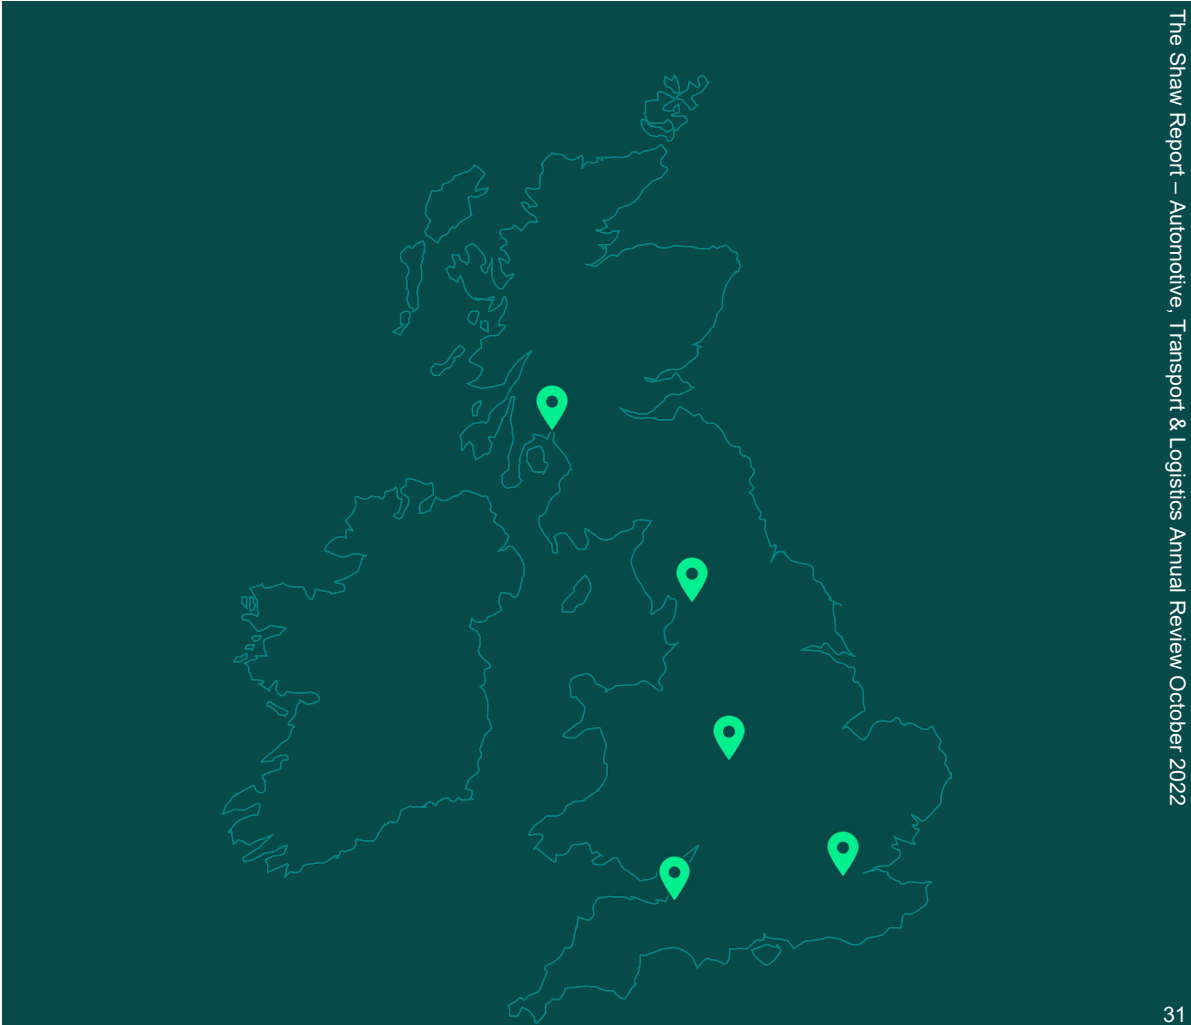 The Shaw Report – Automotive, Transport & Logistics Annual Review October 2022
31